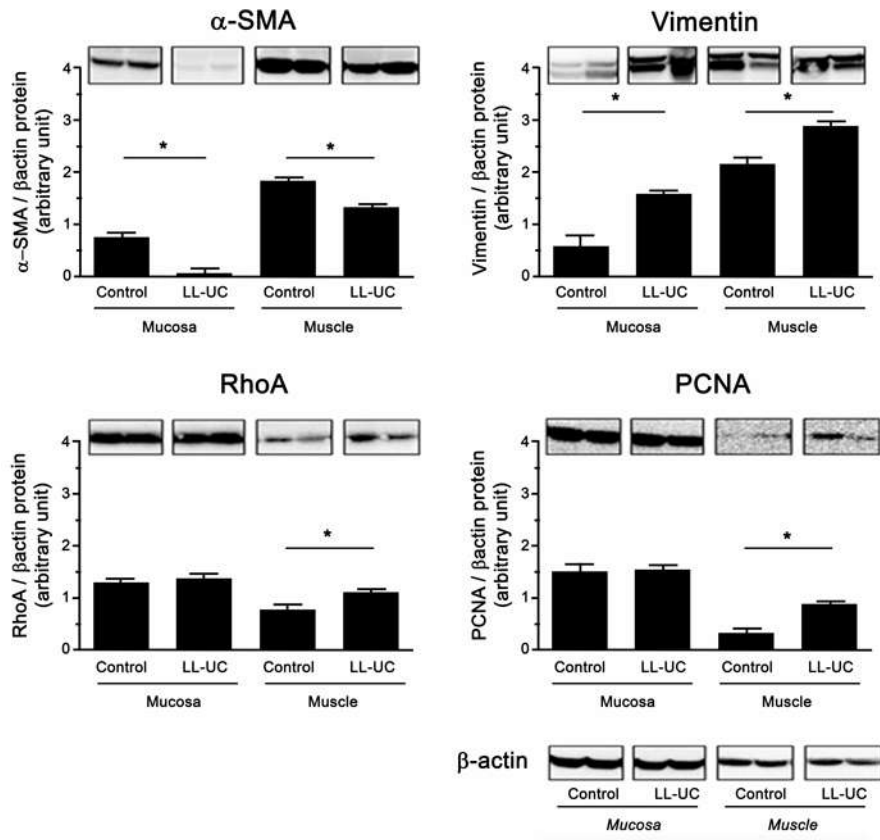 α-SMA
4
3
2
1
0
α–SMA / βactin protein
(arbitrary unit)
*
*
Control LL-UC Control LL-UC
Mucosa Muscle
Vimentin
4
3
2
1
0
Vimentin / βactin protein
(arbitrary unit)
*
*
Control LL-UC Control LL-UC
Mucosa Muscle
RhoA
4
3
2
1
0
RhoA / βactin protein
(arbitrary unit)
*
Control LL-UC Control LL-UC
Mucosa Muscle
PCNA
4
3
2
1
0
PCNA / βactin protein
(arbitrary unit)
*
Control LL-UC Control LL-UC
Mucosa Muscle
β-actin
Control LL-UC Control LL-UC
Mucosa Muscle